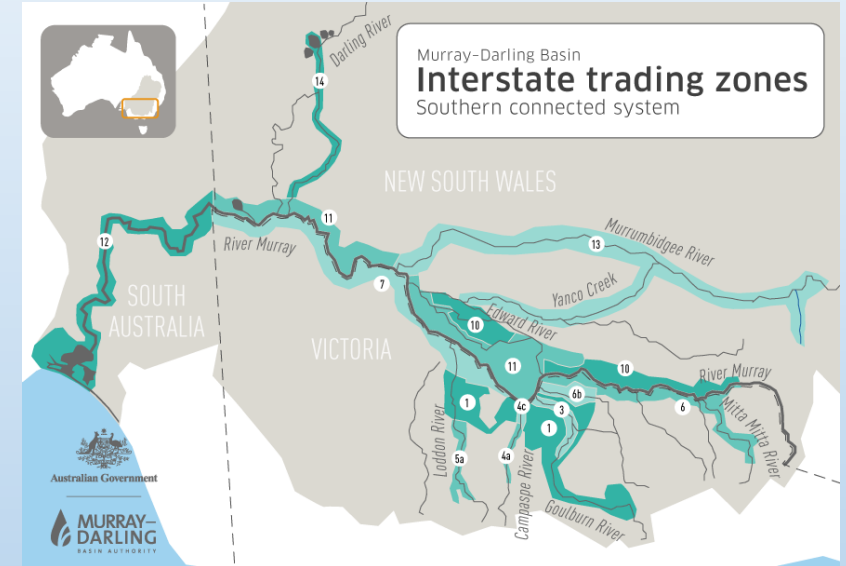 Murray–Darling Basin
Interstate trading zones
Southern connected system
Darling River
14
NEW SOUTH WALES
11
12
River Murray
13
Murrumbidgee River
7
Yanco Creek
SOUTH
AUSTRALIA
VICTORIA
10
Edward River
11
10
River Murray
6b
6
Mitta Mitta River
1
4c
3
1
Loddon River
5a
4a
Campaspe River
Goulburn River
Australian Government
MURRAY–
DARLING
BASIN AUTHORITY